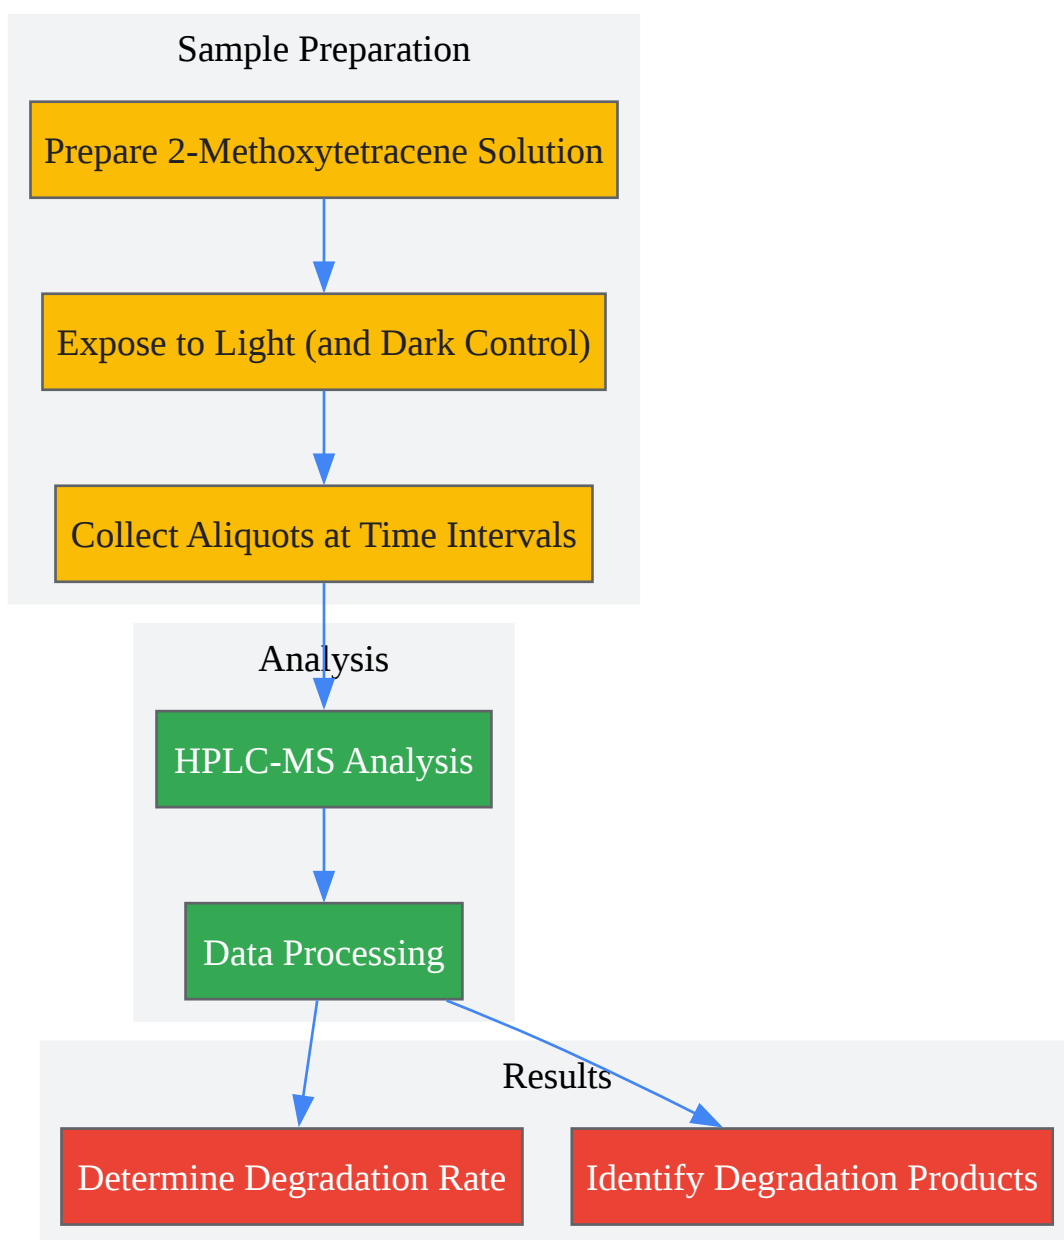 Sample Preparation
Prepare 2-Methoxytetracene Solution
Expose to Light (and Dark Control)
Collect Aliquots at Time Intervals
Analysis
HPLC-MS Analysis
Data Processing
Results
Determine Degradation Rate
Identify Degradation Products